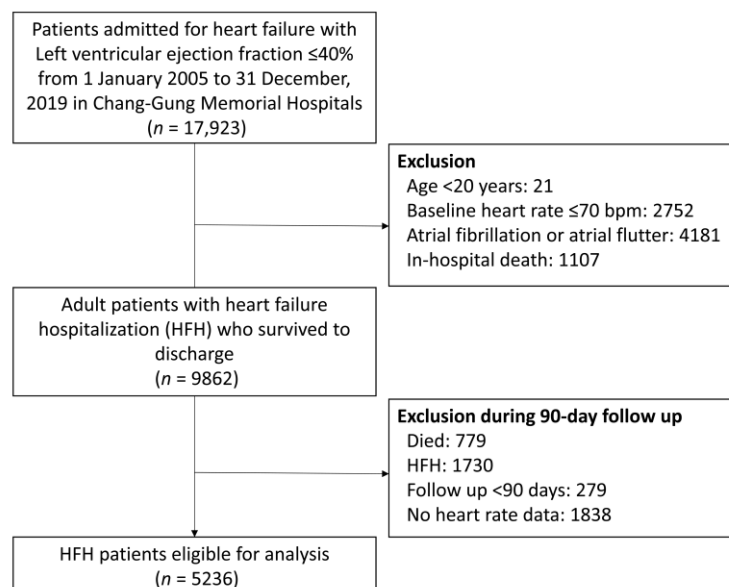 Patients admitted for heart failure with
Left ventricular ejection fraction ≤40%
from 1 January 2005 to 31 December,
2019 in Chang-Gung Memorial Hospitals
(n = 17,923)
Exclusion
Age <20 years: 21
Baseline heart rate ≤70 bpm: 2752
Atrial fibrillation or atrial flutter: 4181
In-hospital death: 1107
Adult patients with heart failure
hospitalization (HFH) who survived to
discharge
(n = 9862)
Exclusion during 90-day follow up
Died: 779
HFH: 1730
Follow up <90 days: 279
No heart rate data: 1838
HFH patients eligible for analysis
(n = 5236)